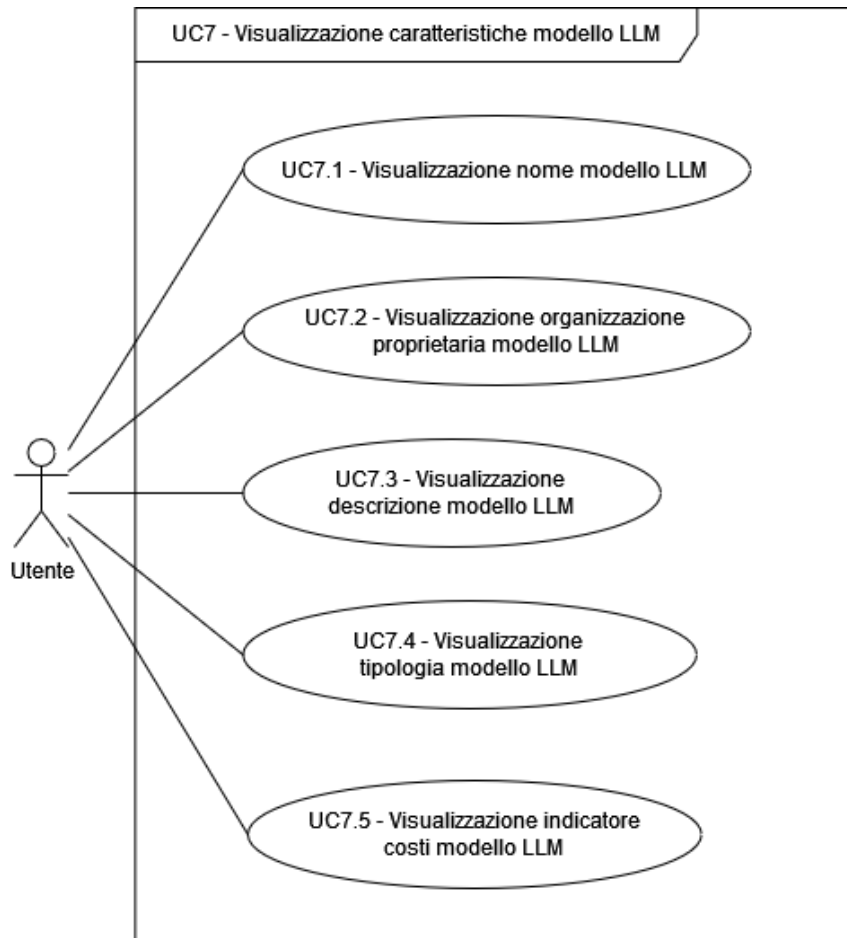 UC7 - Visualizzazione caratteristiche modello LLM
UC7.1 - Visualizzazione nome modello LLM
UC7.2 - Visualizzazione organizzazione
proprietaria modello LLM
UC7.3 - Visualizzazione
descrizione modello LLM
Utente
UC7.4 - Visualizzazione
tipologia modello LLM
UC7.5 - Visualizzazione indicatore
costi modello LLM